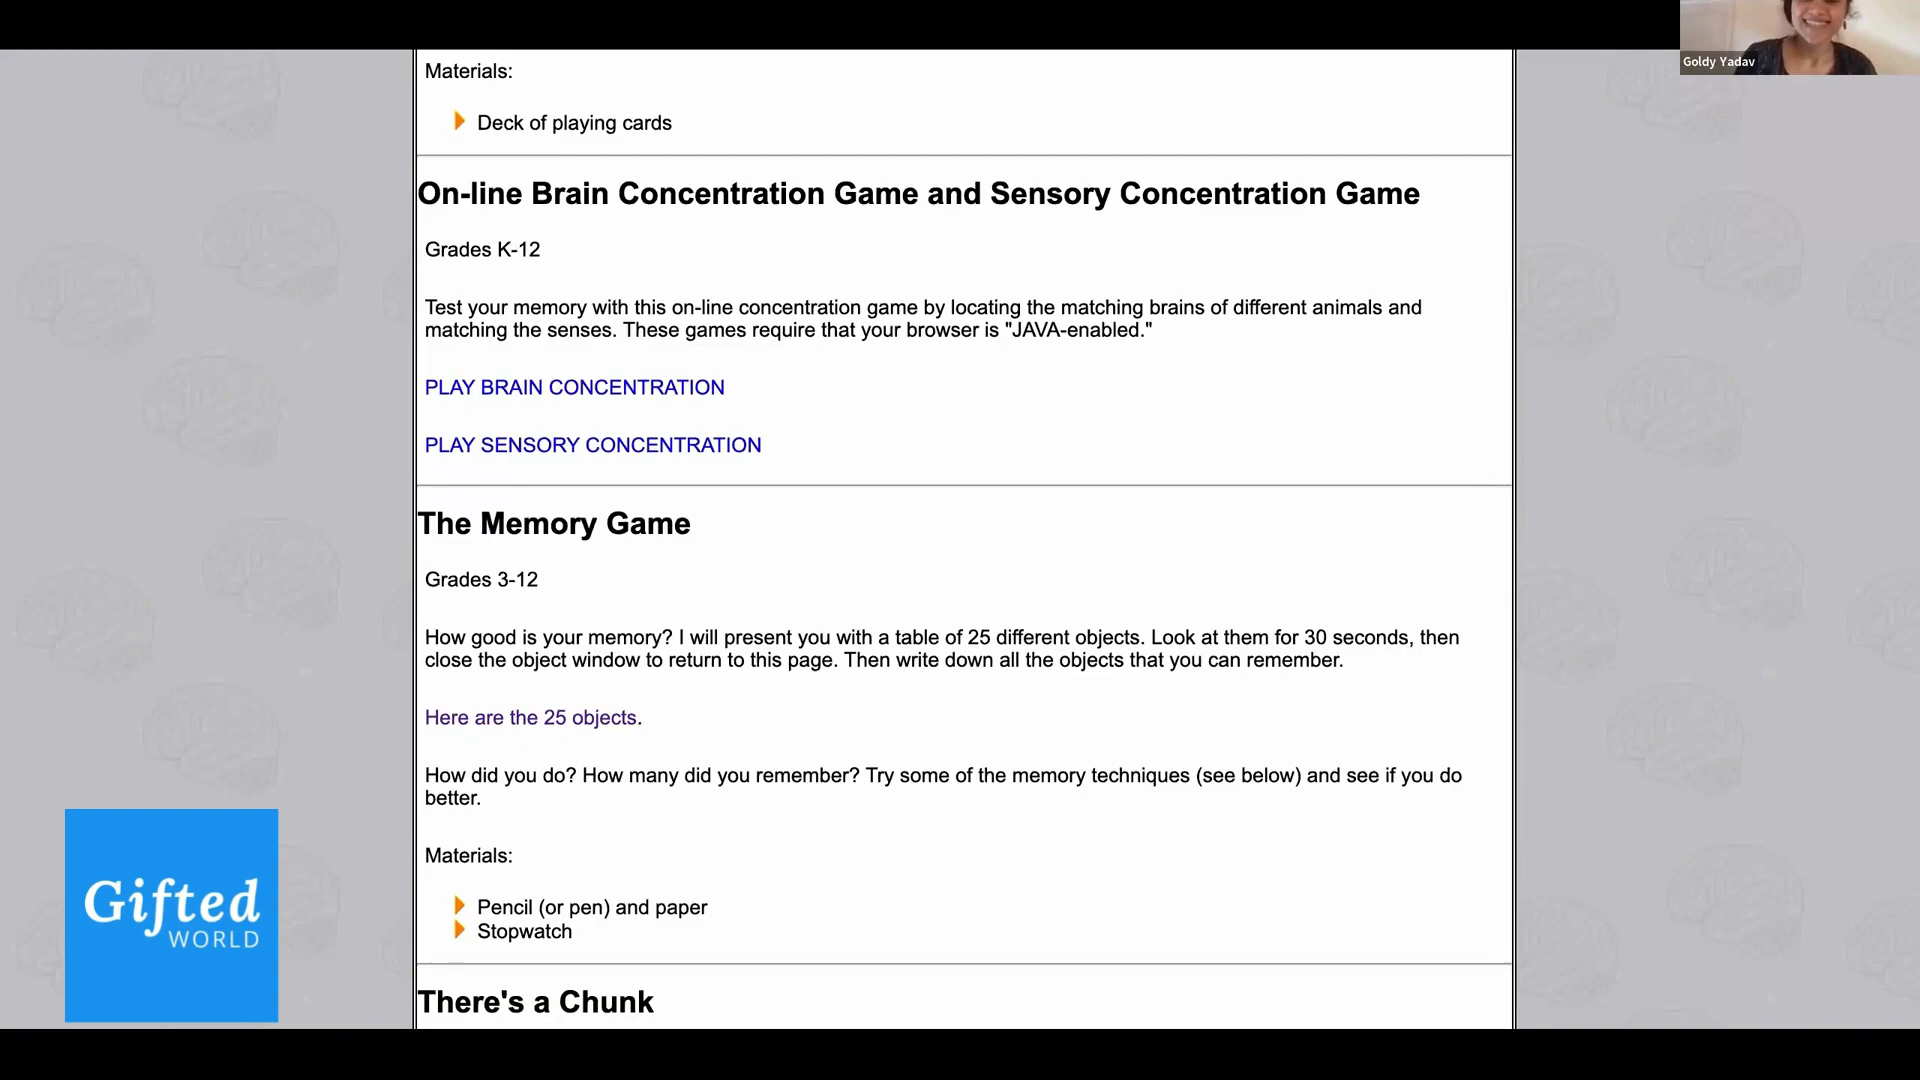 Goldy Yadav
Materials:
Deck of playing cards
On-line Brain Concentration Game and Sensory Concentration Game
Grades K-12
Test your memory with this on-line concentration game by locating the matching brains of different animals and
matching the senses. These games require that your browser is "JAVA-enabled."
PLAY BRAIN CONCENTRATION
PLAY SENSORY CONCENTRATION
The Memory Game
Grades 3-12
How good is your memory? I will present you with a table of 25 different objects. Look at them for 30 seconds, then
close the object window to return to this page. Then write down all the objects that you can remember.
Here are the 25 objects.
How did you do? How many did you remember? Try some of the memory techniques (see below) and see if you do
better.
Materials:
Pencil (or pen) and paper
Stopwatch
There's a Chunk
Gifted
WORLD